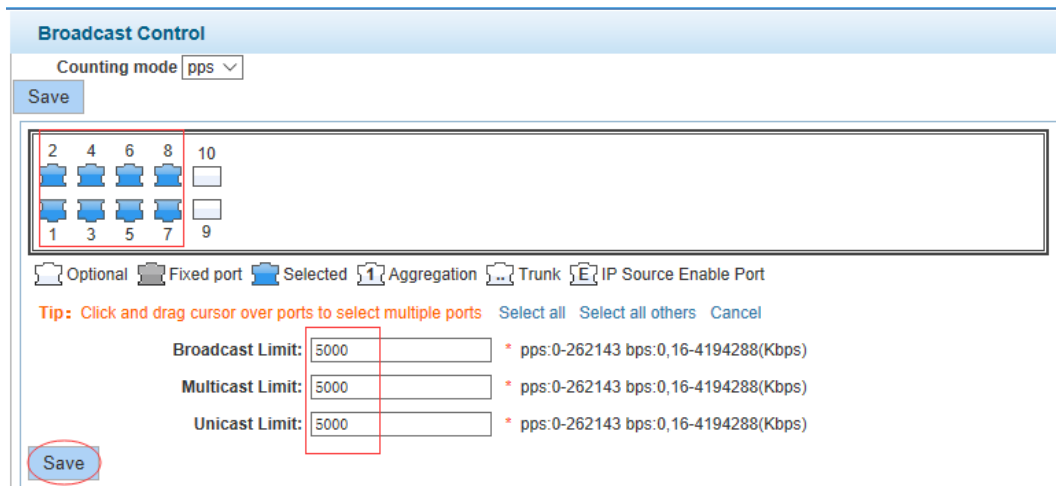 Broadcast Control
Counting mode pps
Save
2 4 6 8 10
1 3 5 7 9
Optional Fixed port Selected 1 Aggregation ... Trunk E IP Source Enable Port
Tip: Click and drag cursor over ports to select multiple ports Select all Select all others Cancel
Broadcast Limit: 5000 * pps:0-262143 bps:0,16-4194288(Kbps)
Multicast Limit: 5000 * pps:0-262143 bps:0,16-4194288(Kbps)
Unicast Limit: 5000 * pps:0-262143 bps:0,16-4194288(Kbps)
Save